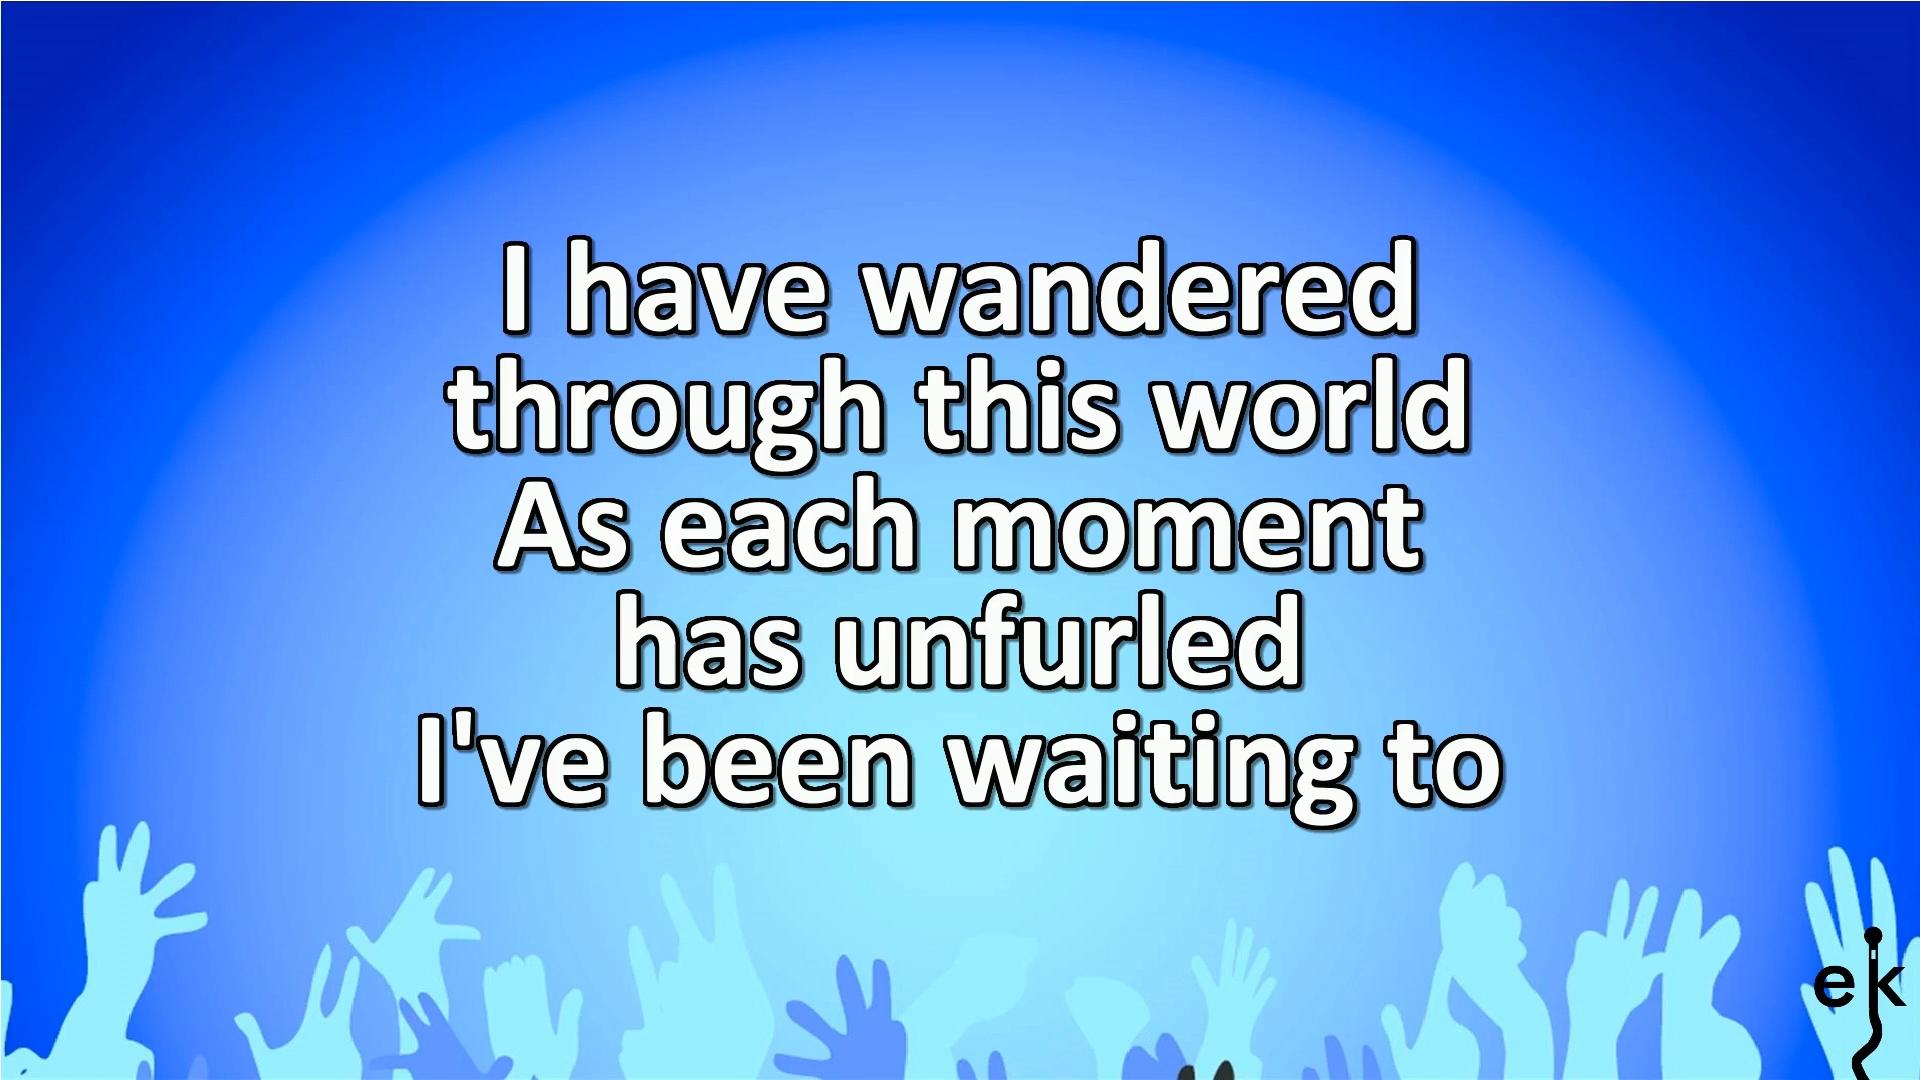 I have wandered
through this world
As each moment
has unfurled
I've been waiting to
ek